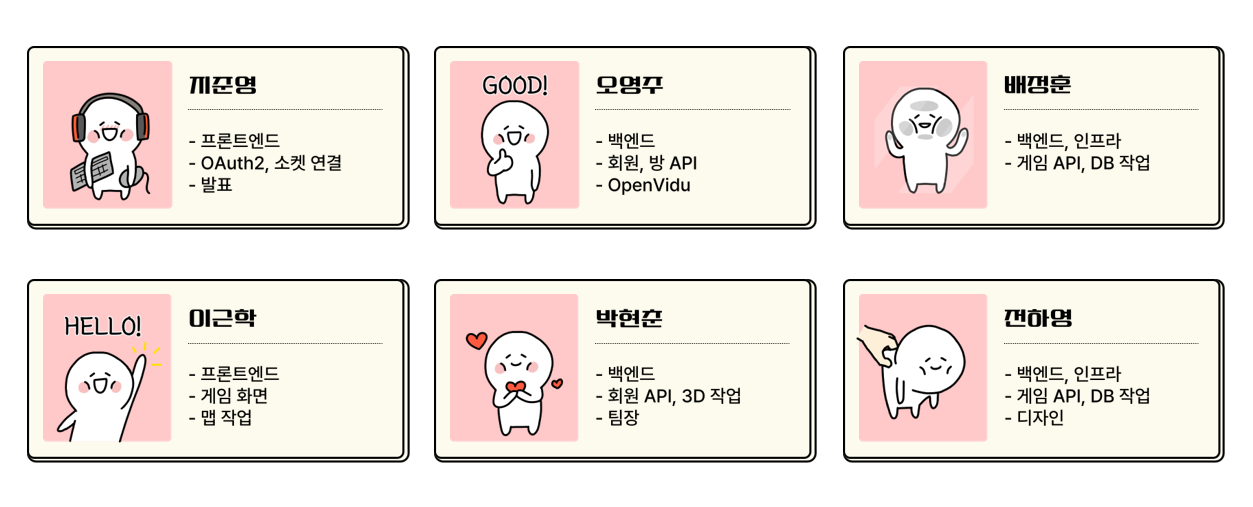 지준영
- 프론트엔드
- OAuth2, 소켓 연결
- 발표
GOOD!
오영주
- 백엔드
- 회원, 방 API
- OpenVidu
배정훈
- 백엔드, 인프라
- 게임 API, DB 작업
HELLO!
이근학
- 프론트엔드
- 게임 화면
- 맵 작업
박현춘
- 백엔드
- 회원 API, 3D 작업
- 팀장
전하영
- 백엔드, 인프라
- 게임 API, DB 작업
- 디자인